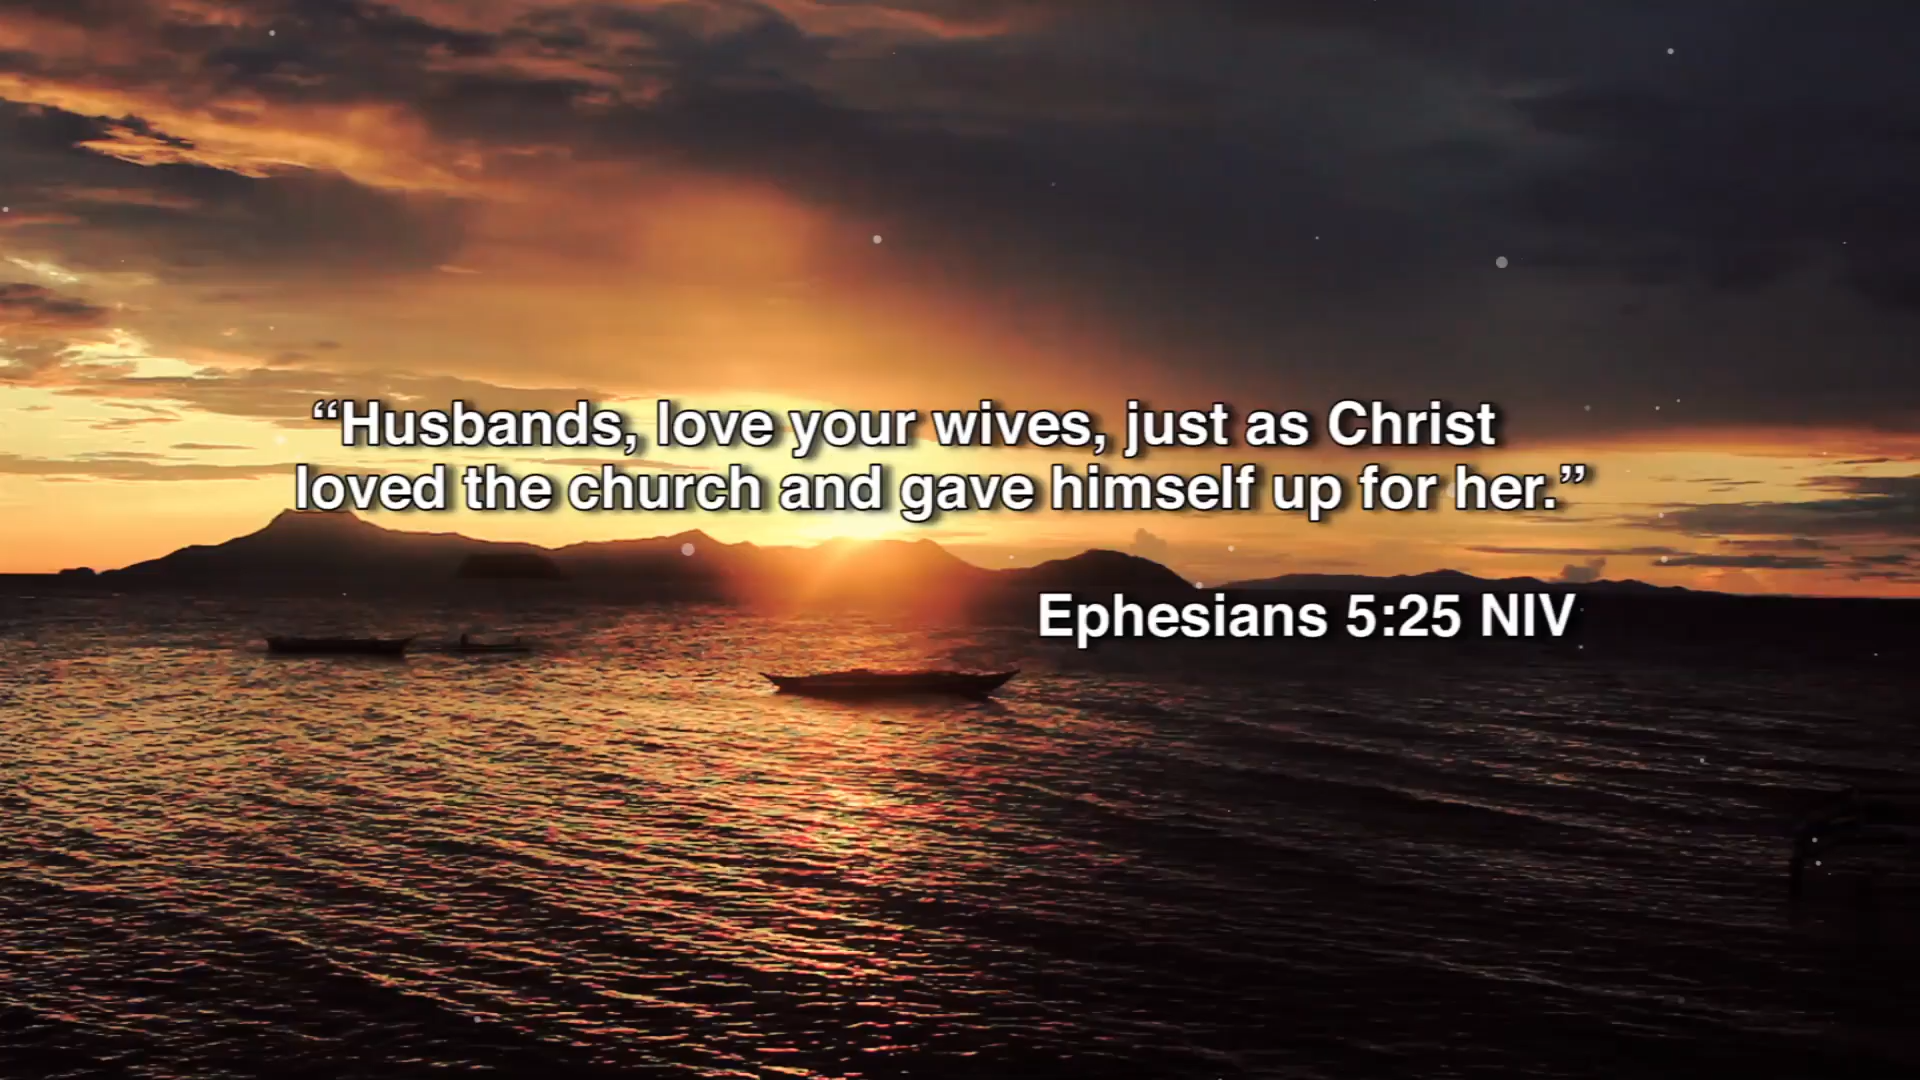 “Husbands, love your wives, just as Christ
loved the church and gave himself up for her.”
Ephesians 5:25 NIV